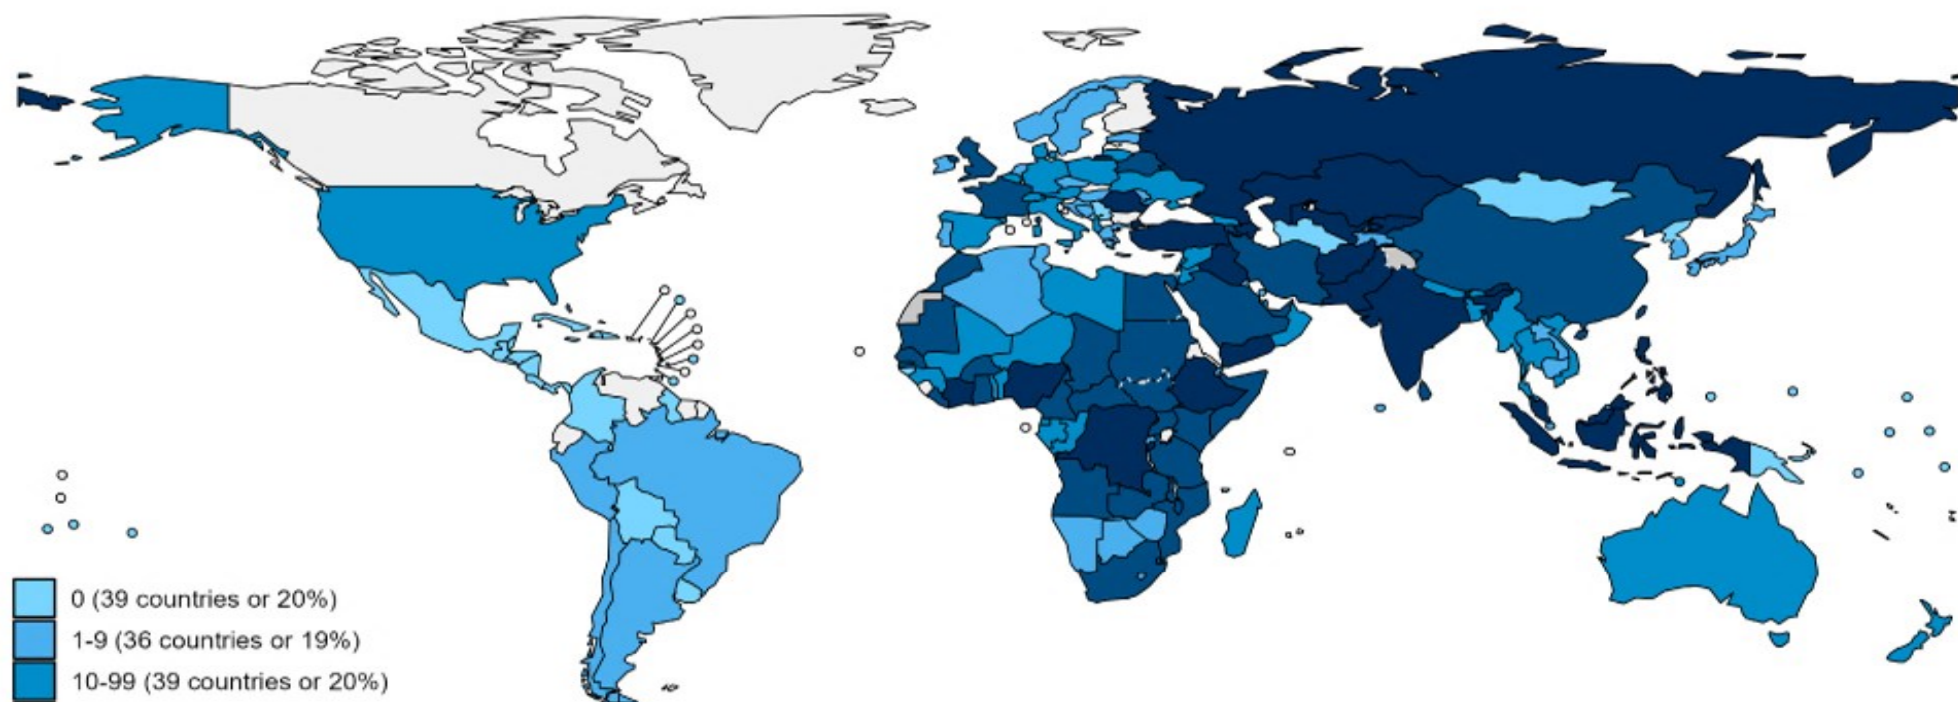 0 (39 countries or 20%)
1-9 (36 countries or 19%)
10-99 (39 countries or 20%)